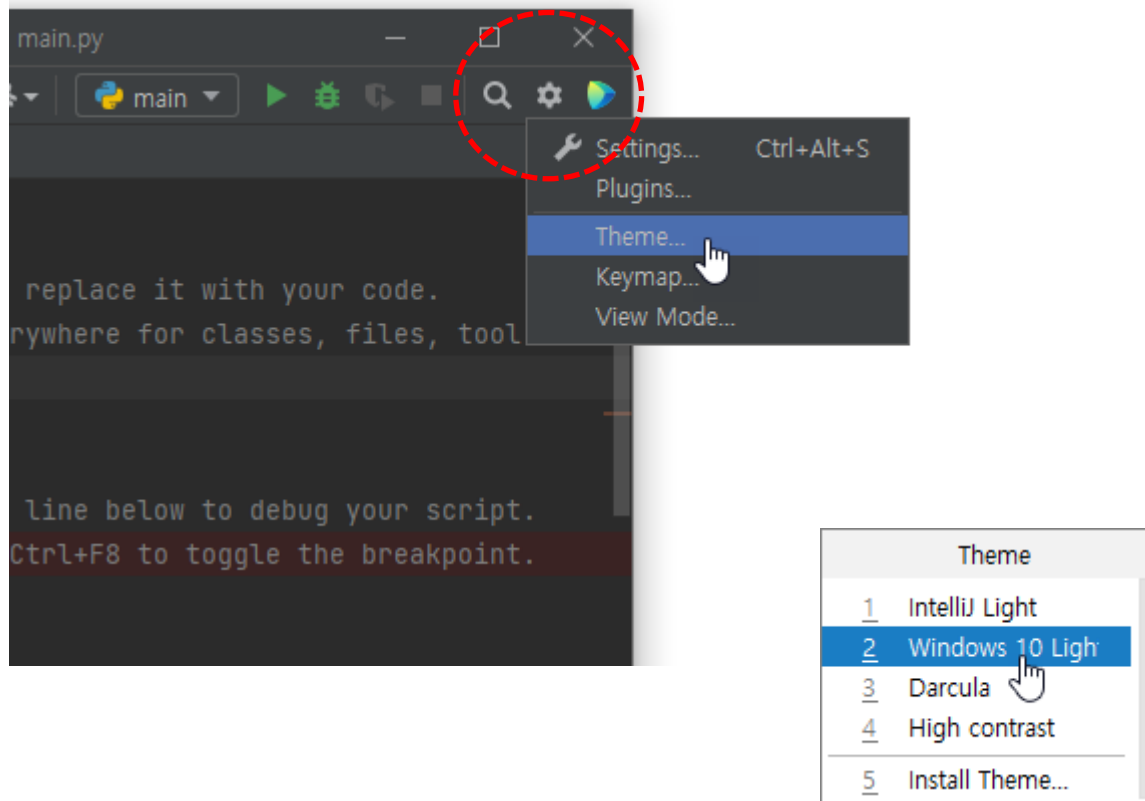 main.py
main
Settings... Ctrl+Alt+S
Plugins...
Theme...
Keymap...
View Mode...
replace it with your code.
rywhere for classes, files, tool
line below to debug your script.
Ctrl+F8 to toggle the breakpoint.
Theme
1 IntelliJ Light
2 Windows 10 Ligh
3 Darcula
4 High contrast
5 Install Theme...